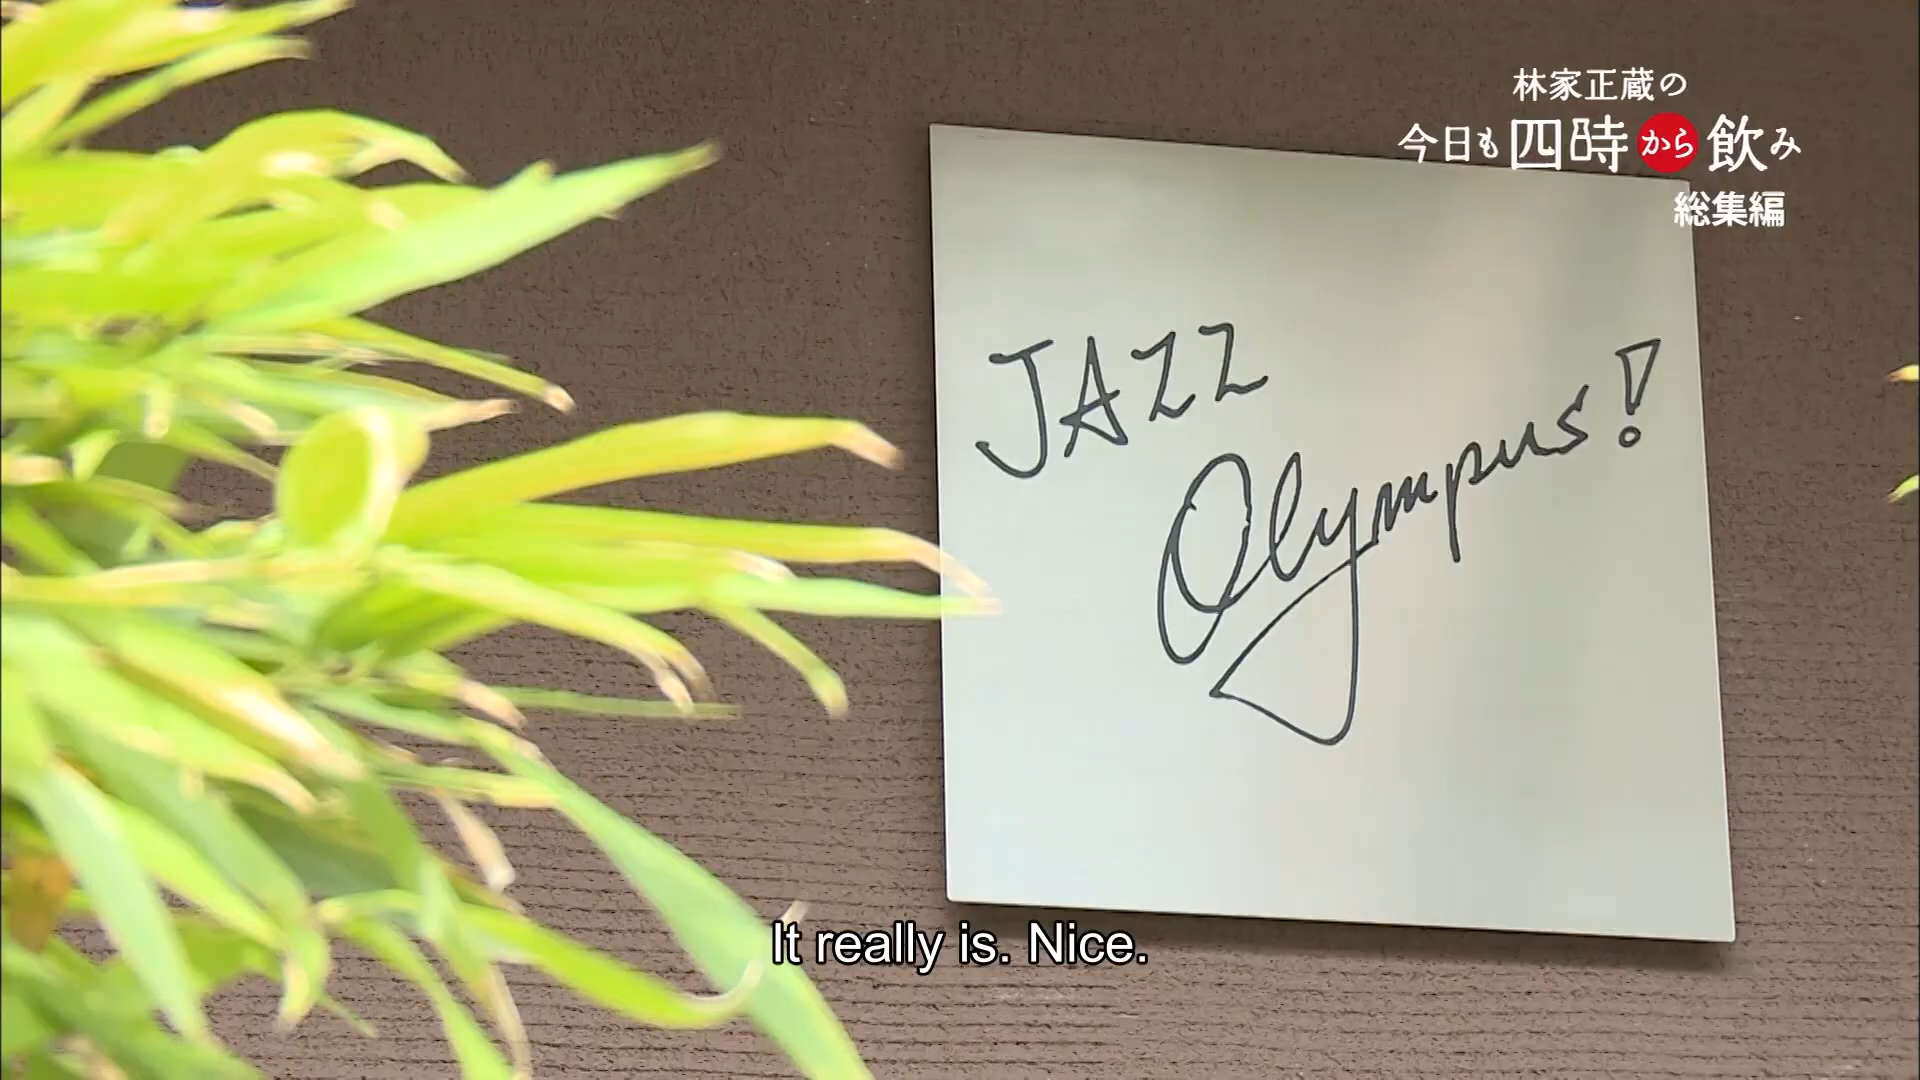 林家正蔵の
今日も四時から飲み
総集編
JAZZ
Olympus!
It really is. Nice.